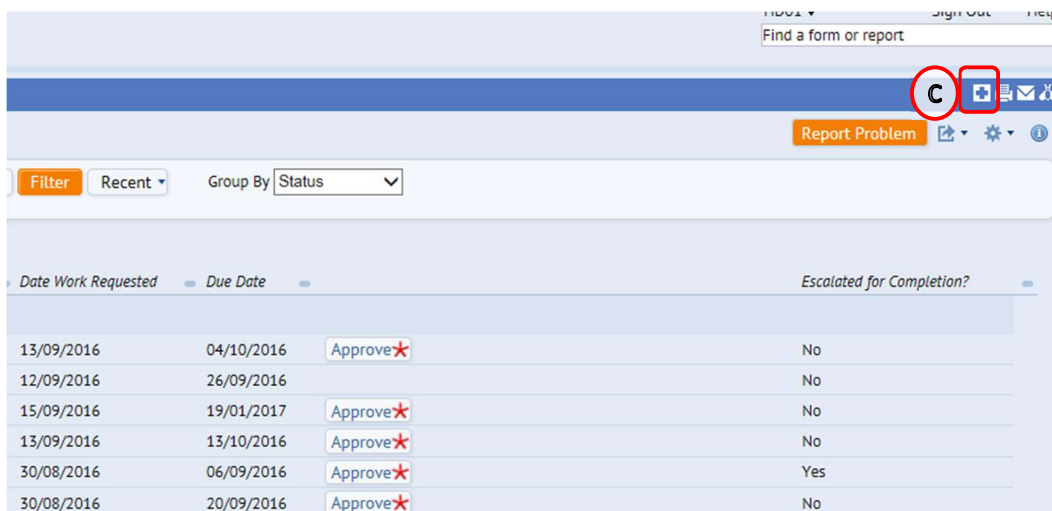 HD01 Sign Out Help
Find a form or report
C
Report Problem
Filter Recent Group By Status
Date Work Requested Due Date Escalated for Completion?
13/09/2016 04/10/2016 Approve No
12/09/2016 26/09/2016 No
15/09/2016 19/01/2017 Approve No
13/09/2016 13/10/2016 Approve No
30/08/2016 06/09/2016 Approve Yes
30/08/2016 20/09/2016 Approve No